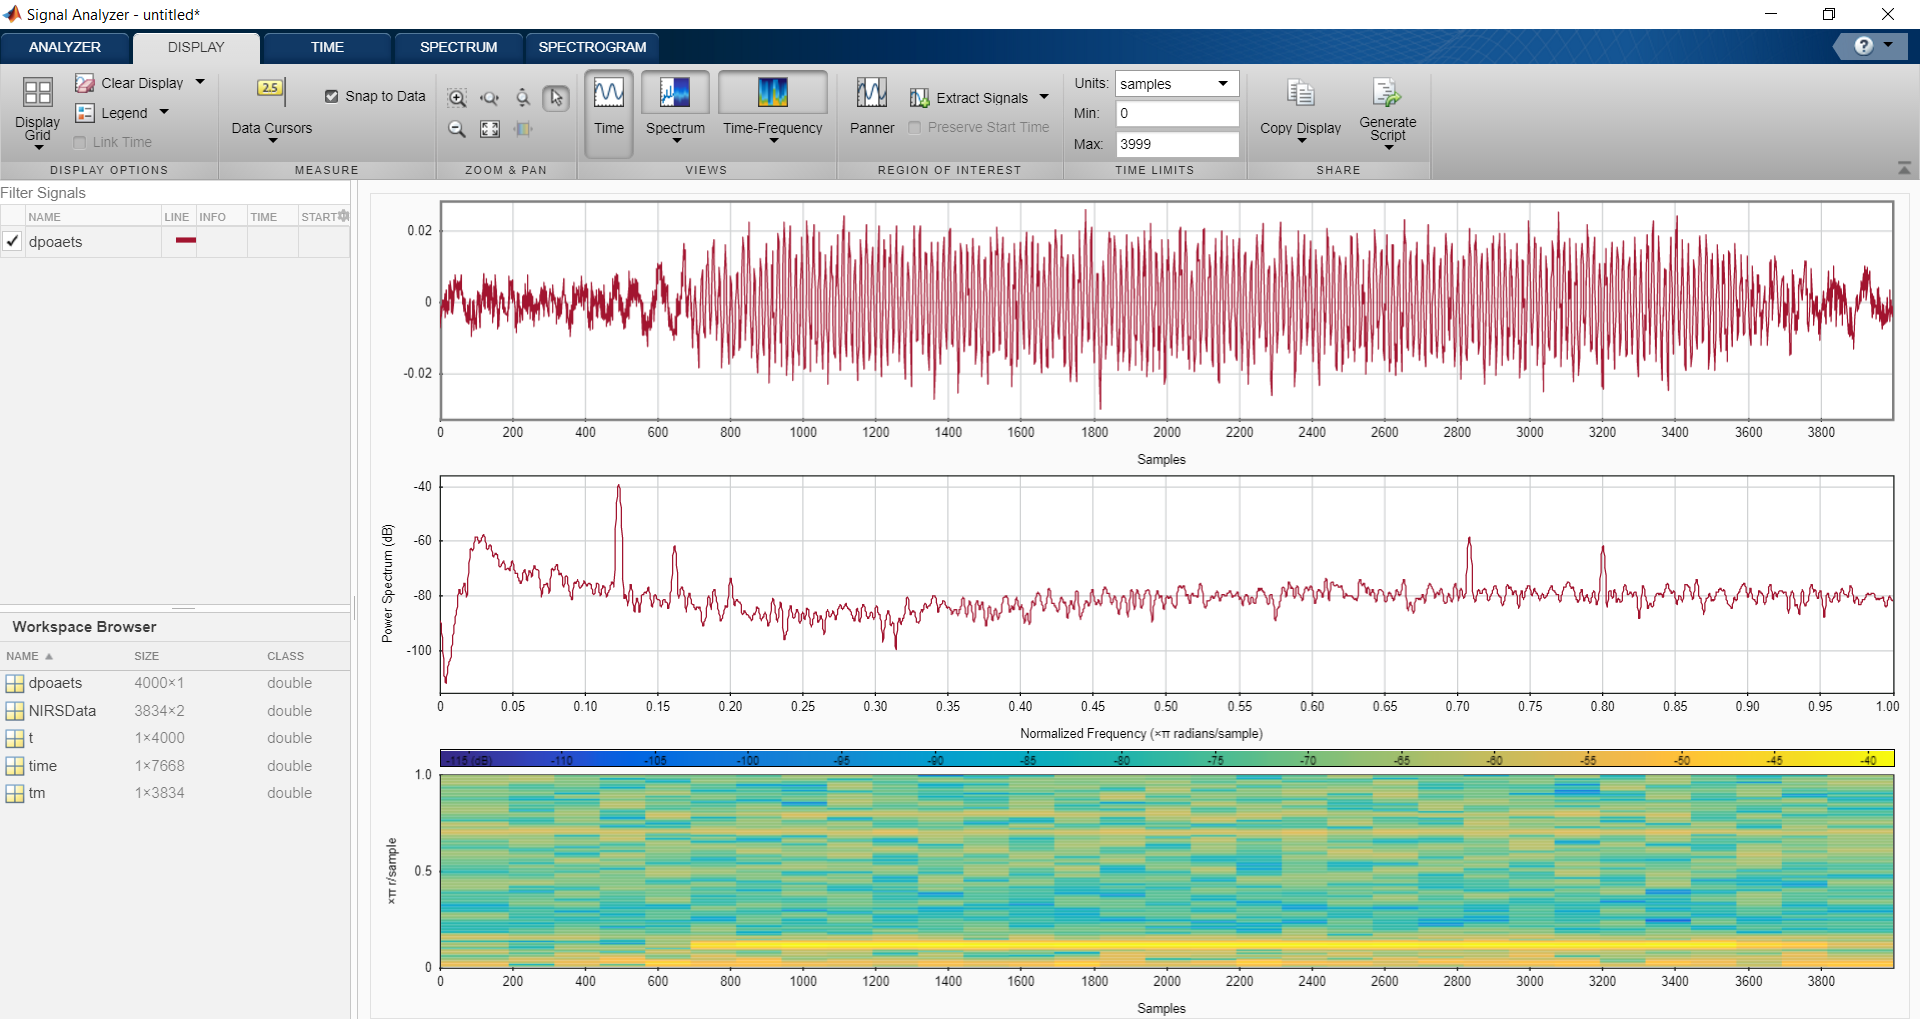 Signal Analyzer - untitled*
ANALYZER DISPLAY TIME SPECTRUM SPECTROGRAM ?
Display Grid
Clear Display
Legend
Link Time
DISPLAY OPTIONS
2.5
Data Cursors
Snap to Data
MEASURE
ZOOM & PAN
Time
Spectrum
Time-Frequency
VIEWS
Panner
Extract Signals
Preserve Start Time
REGION OF INTEREST
Units: samples
Min: 0
Max: 3999
TIME LIMITS
Copy Display
Generate Script
SHARE
Filter Signals
NAME LINE INFO TIME START
dpoaets
Workspace Browser
NAME SIZE CLASS
dpoaets 4000×1 double
NIRSData 3834×2 double
t 1×4000 double
time 1×7668 double
tm 1×3834 double
0.02
0
-0.02
0 200 400 600 800 1000 1200 1400 1600 1800 2000 2200 2400 2600 2800 3000 3200 3400 3600 3800
Samples
Power Spectrum (dB)
-40
-60
-80
-100
0 0.05 0.10 0.15 0.20 0.25 0.30 0.35 0.40 0.45 0.50 0.55 0.60 0.65 0.70 0.75 0.80 0.85 0.90 0.95 1.00
Normalized Frequency (×π radians/sample)
-115 (dB) -110 -105 -100 -95 -90 -85 -80 -75 -70 -65 -60 -55 -50 -45 -40
×π r/sample
1.0
0.5
0
0 200 400 600 800 1000 1200 1400 1600 1800 2000 2200 2400 2600 2800 3000 3200 3400 3600 3800
Samples